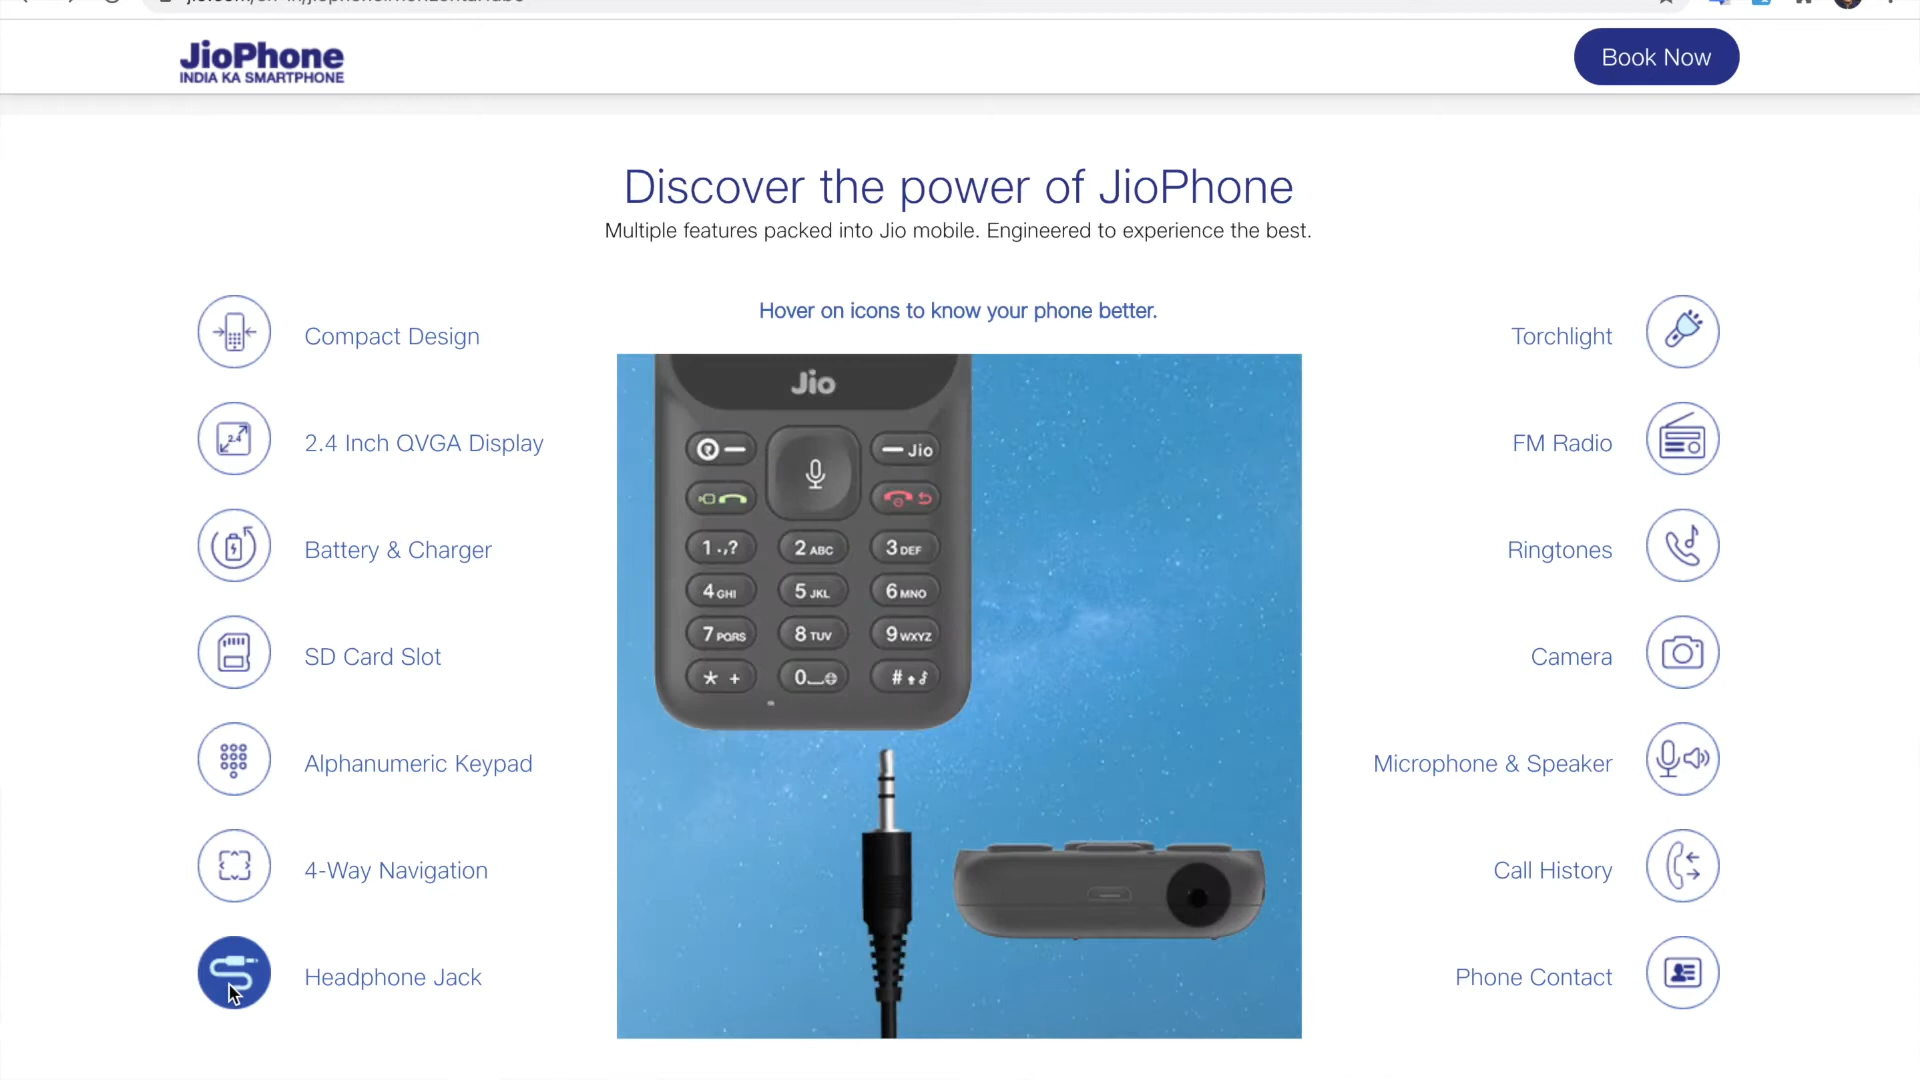 JioPhone
INDIA KA SMARTPHONE
Book Now
Discover the power of JioPhone
Multiple features packed into Jio mobile. Engineered to experience the best.
Hover on icons to know your phone better.
Compact Design
2.4
2.4 Inch QVGA Display
Battery & Charger
SD Card Slot
Alphanumeric Keypad
4-Way Navigation
Headphone Jack
Jio
Jio
1 .,? 2 ABC 3 DEF
4 GHI 5 JKL 6 MNO
7 PQRS 8 TUV 9 WXYZ
* + 0 #
Torchlight
FM Radio
Ringtones
Camera
Microphone & Speaker
Call History
Phone Contact